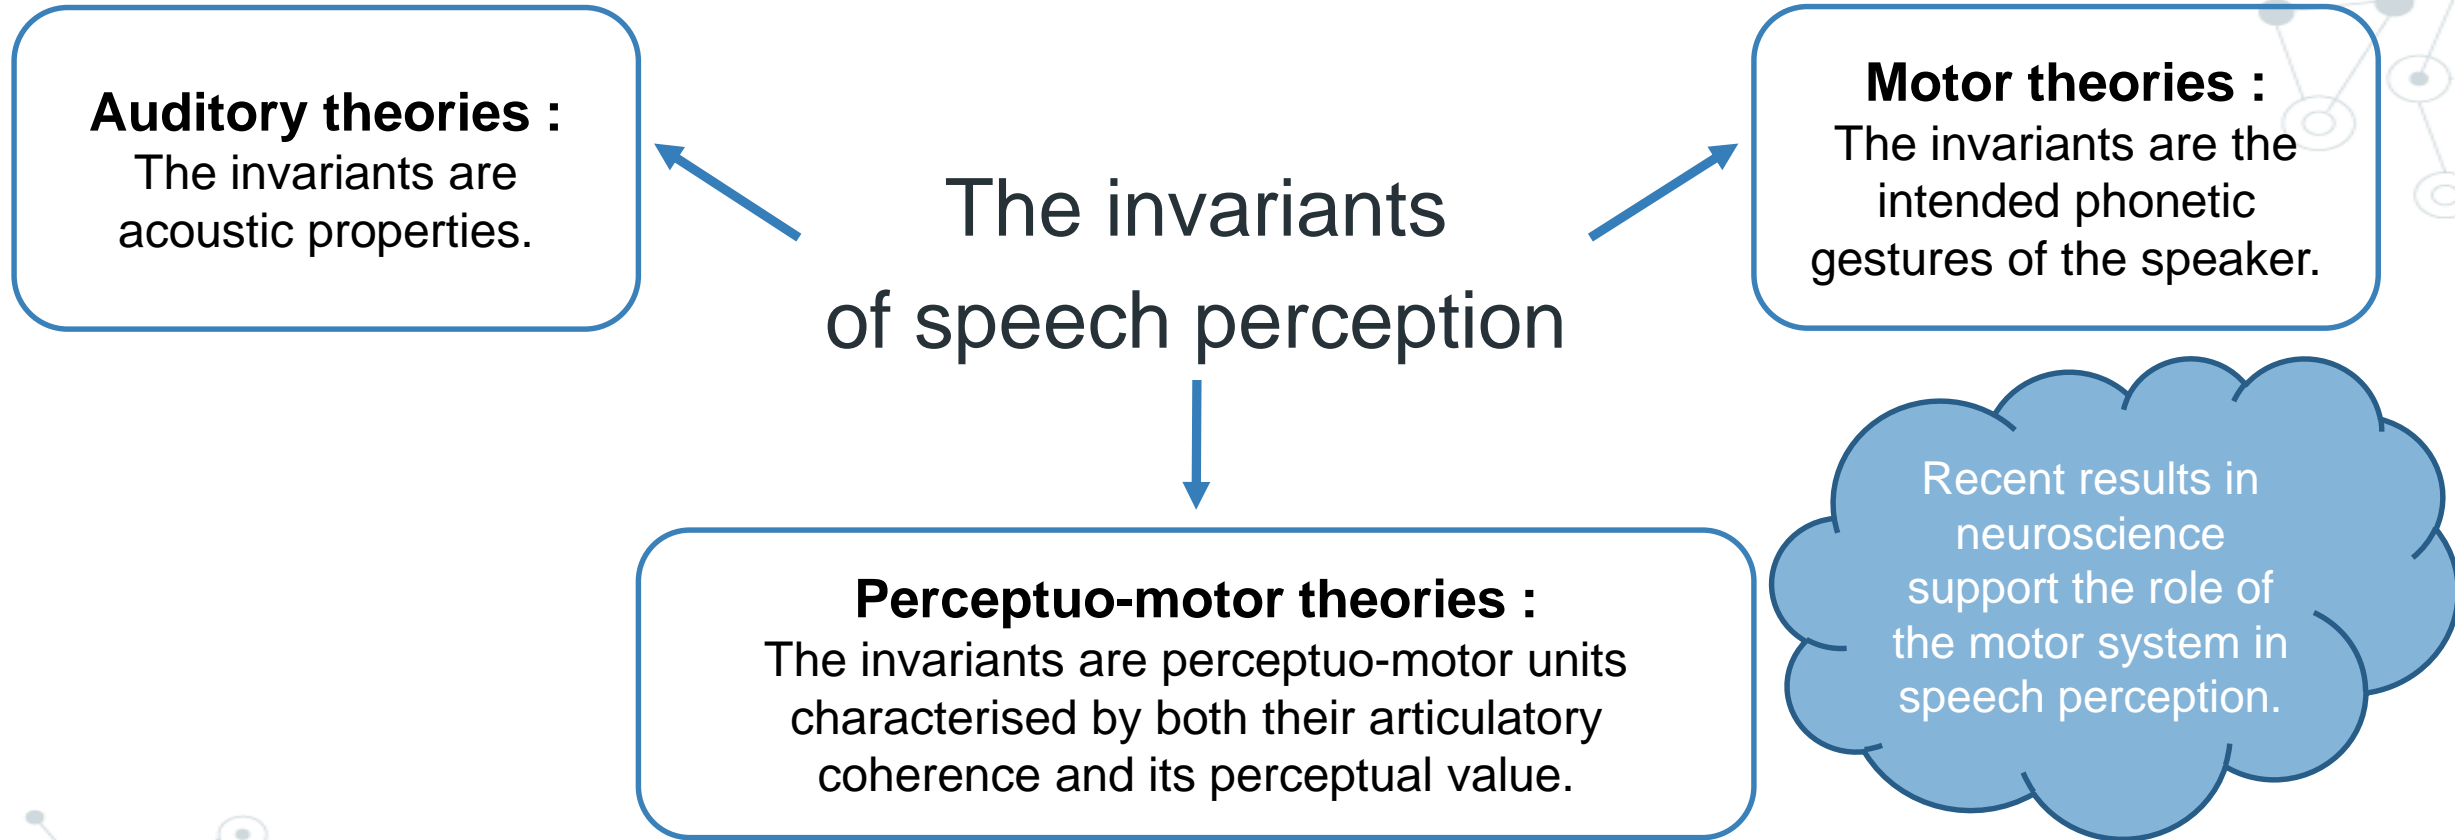 Auditory theories :
The invariants are
acoustic properties.
The invariants
of speech perception
Motor theories :
The invariants are the
intended phonetic
gestures of the speaker.
Perceptuo-motor theories :
The invariants are perceptuo-motor units
characterised by both their articulatory
coherence and its perceptual value.
Recent results in
neuroscience
support the role of
the motor system in
speech perception.